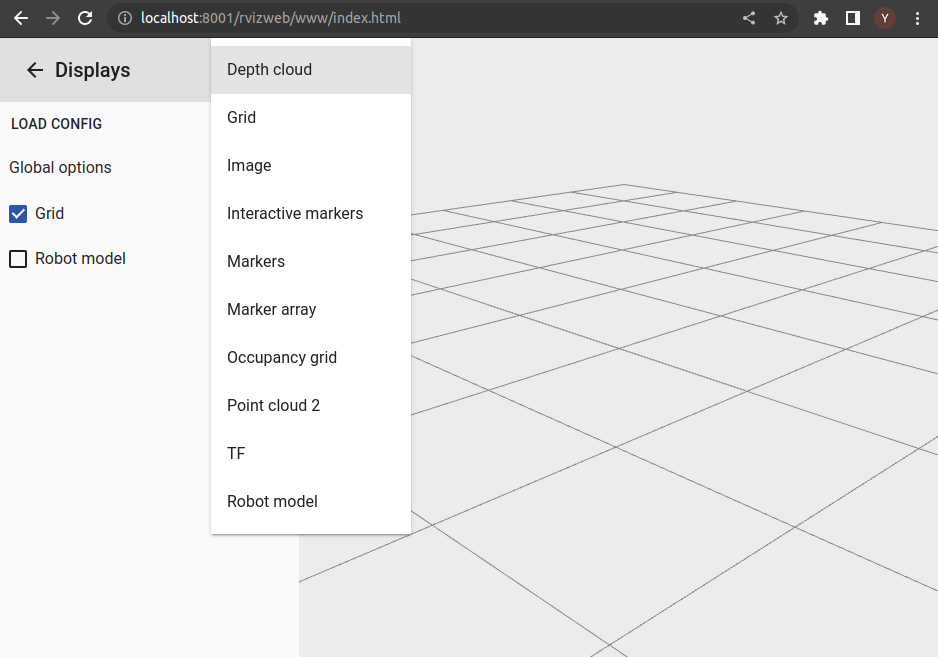 localhost:8001/rvizweb/www/index.html
Y
Displays
LOAD CONFIG
Global options
Grid
Robot model
Depth cloud
Grid
Image
Interactive markers
Markers
Marker array
Occupancy grid
Point cloud 2
TF
Robot model